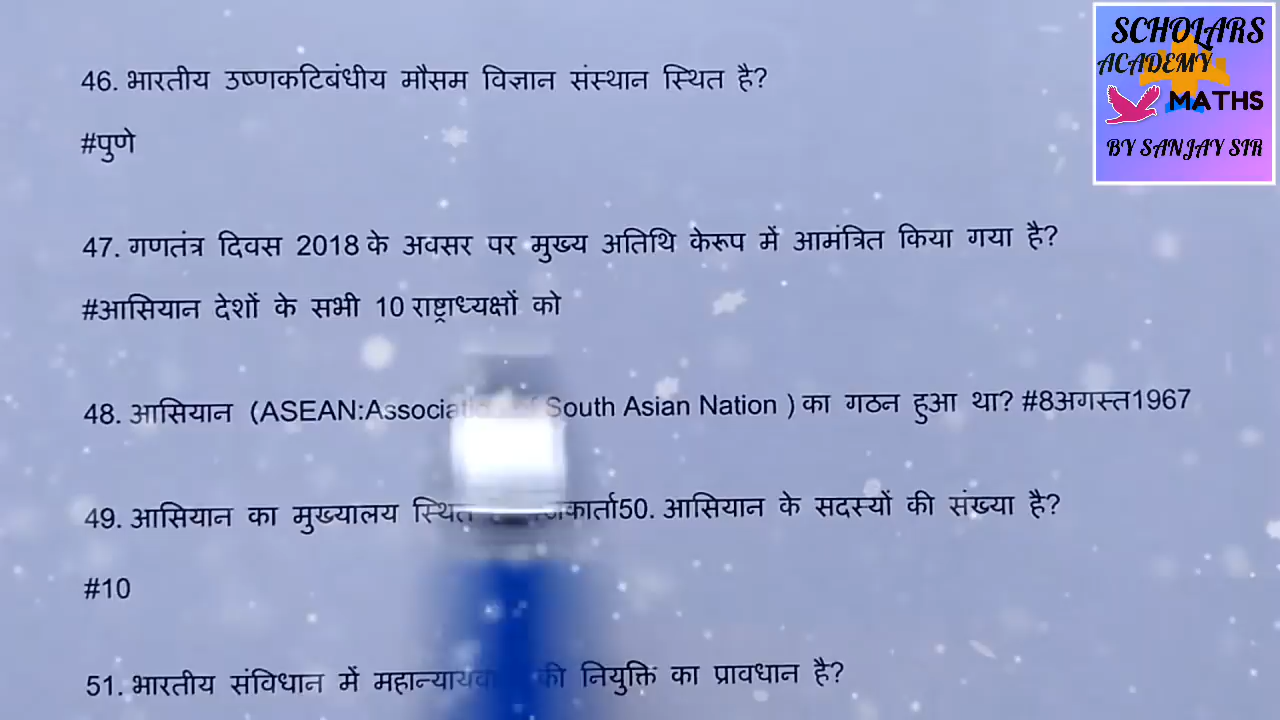 SCHOLARS
ACADEMY
MATHS
BY SANJAY SIR
46. भारतीय उष्णकटिबंधीय मौसम विज्ञान संस्थान स्थित है?
#पुणे
47. गणतंत्र दिवस 2018 के अवसर पर मुख्य अतिथि केरूप में आमंत्रित किया गया है?
#आसियान देशों के सभी 10 राष्ट्राध्यक्षों को
48. आसियान (ASEAN: South Asian Nation ) का गठन हुआ था? #8अगस्त1967
49. आसियान का मुख्यालय 50. आसियान के सदस्यों की संख्या है?
#10
51. भारतीय संविधान में की नियुक्ति का प्रावधान है?